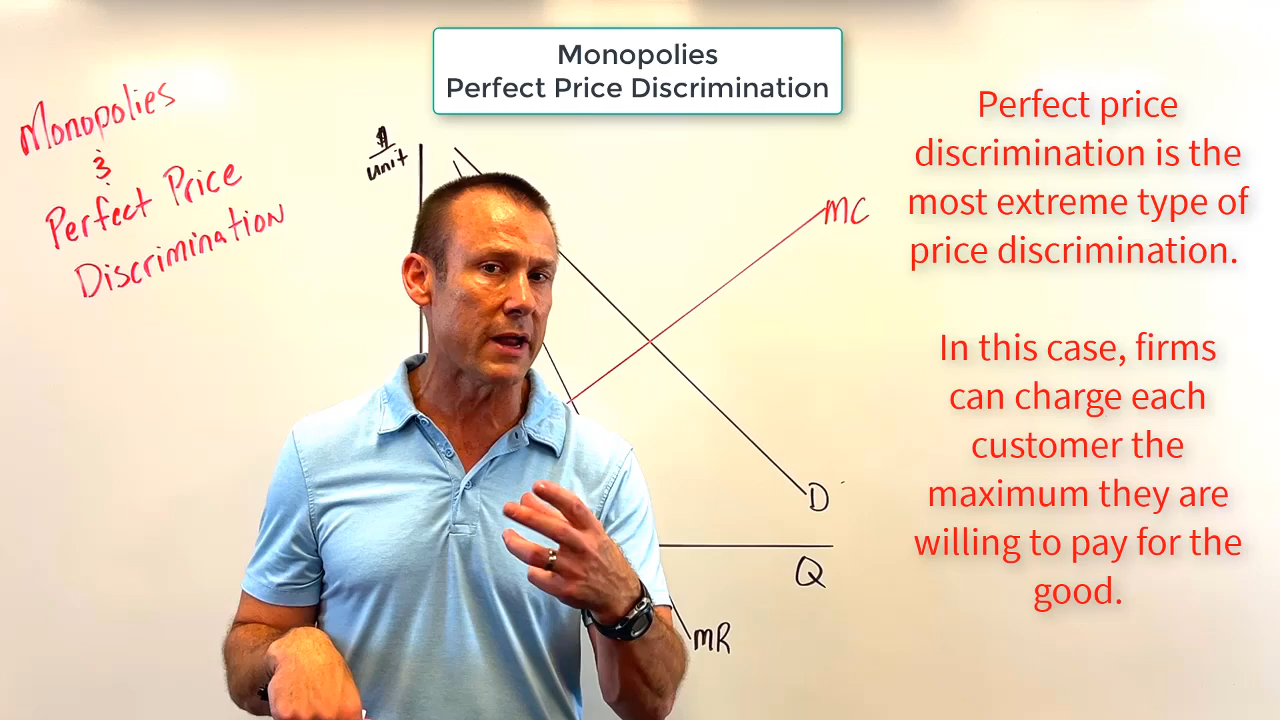 Monopolies
Perfect Price Discrimination
Monopolies
&
Perfect Price
Discrimination
$
unit
MC
D
Q
MR
Perfect price
discrimination is the
most extreme type of
price discrimination.
In this case, firms
can charge each
customer the
maximum they are
willing to pay for the
good.